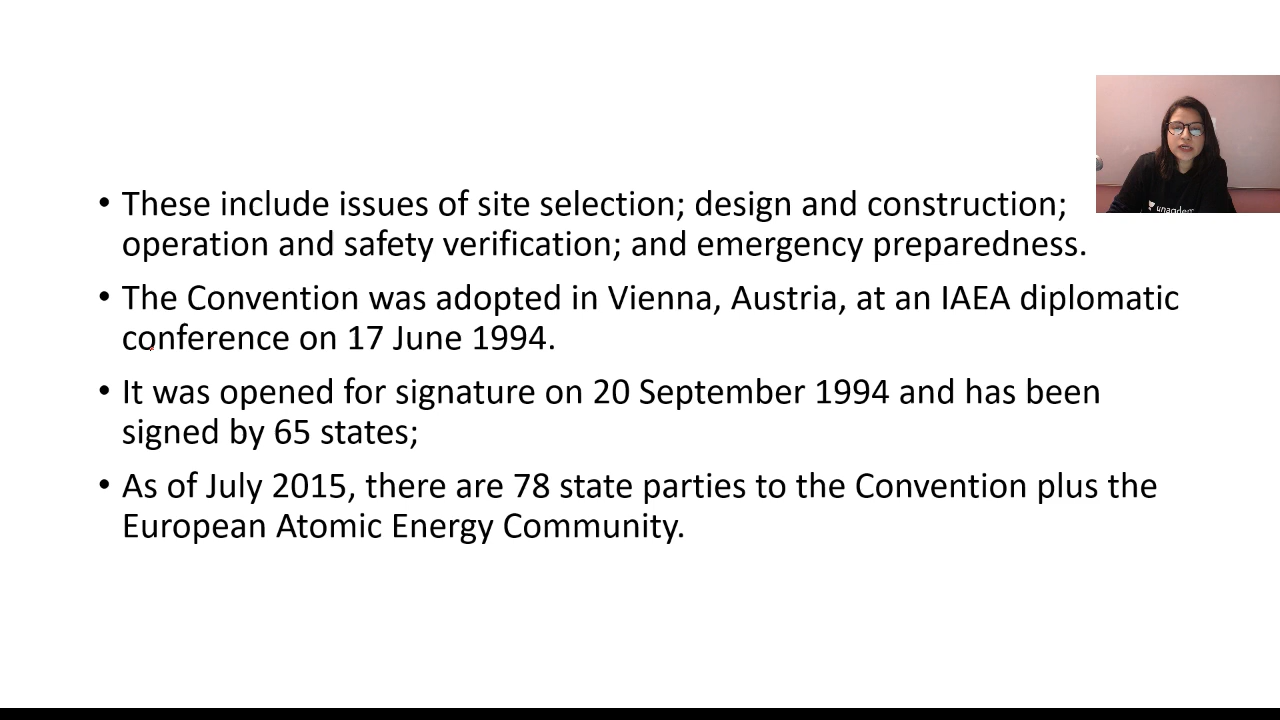 • These include issues of site selection; design and construction;
operation and safety verification; and emergency preparedness.
• The Convention was adopted in Vienna, Austria, at an IAEA diplomatic
conference on 17 June 1994.
• It was opened for signature on 20 September 1994 and has been
signed by 65 states;
• As of July 2015, there are 78 state parties to the Convention plus the
European Atomic Energy Community.